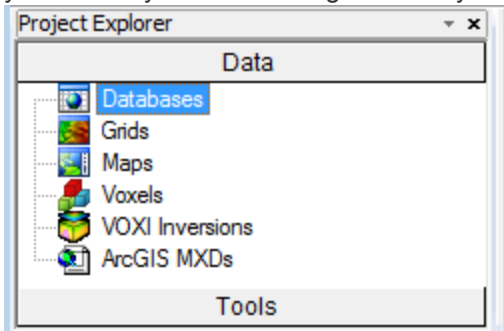 Project Explorer
Data
Databases
Grids
Maps
Voxels
VOXI Inversions
ArcGIS MXDs
Tools